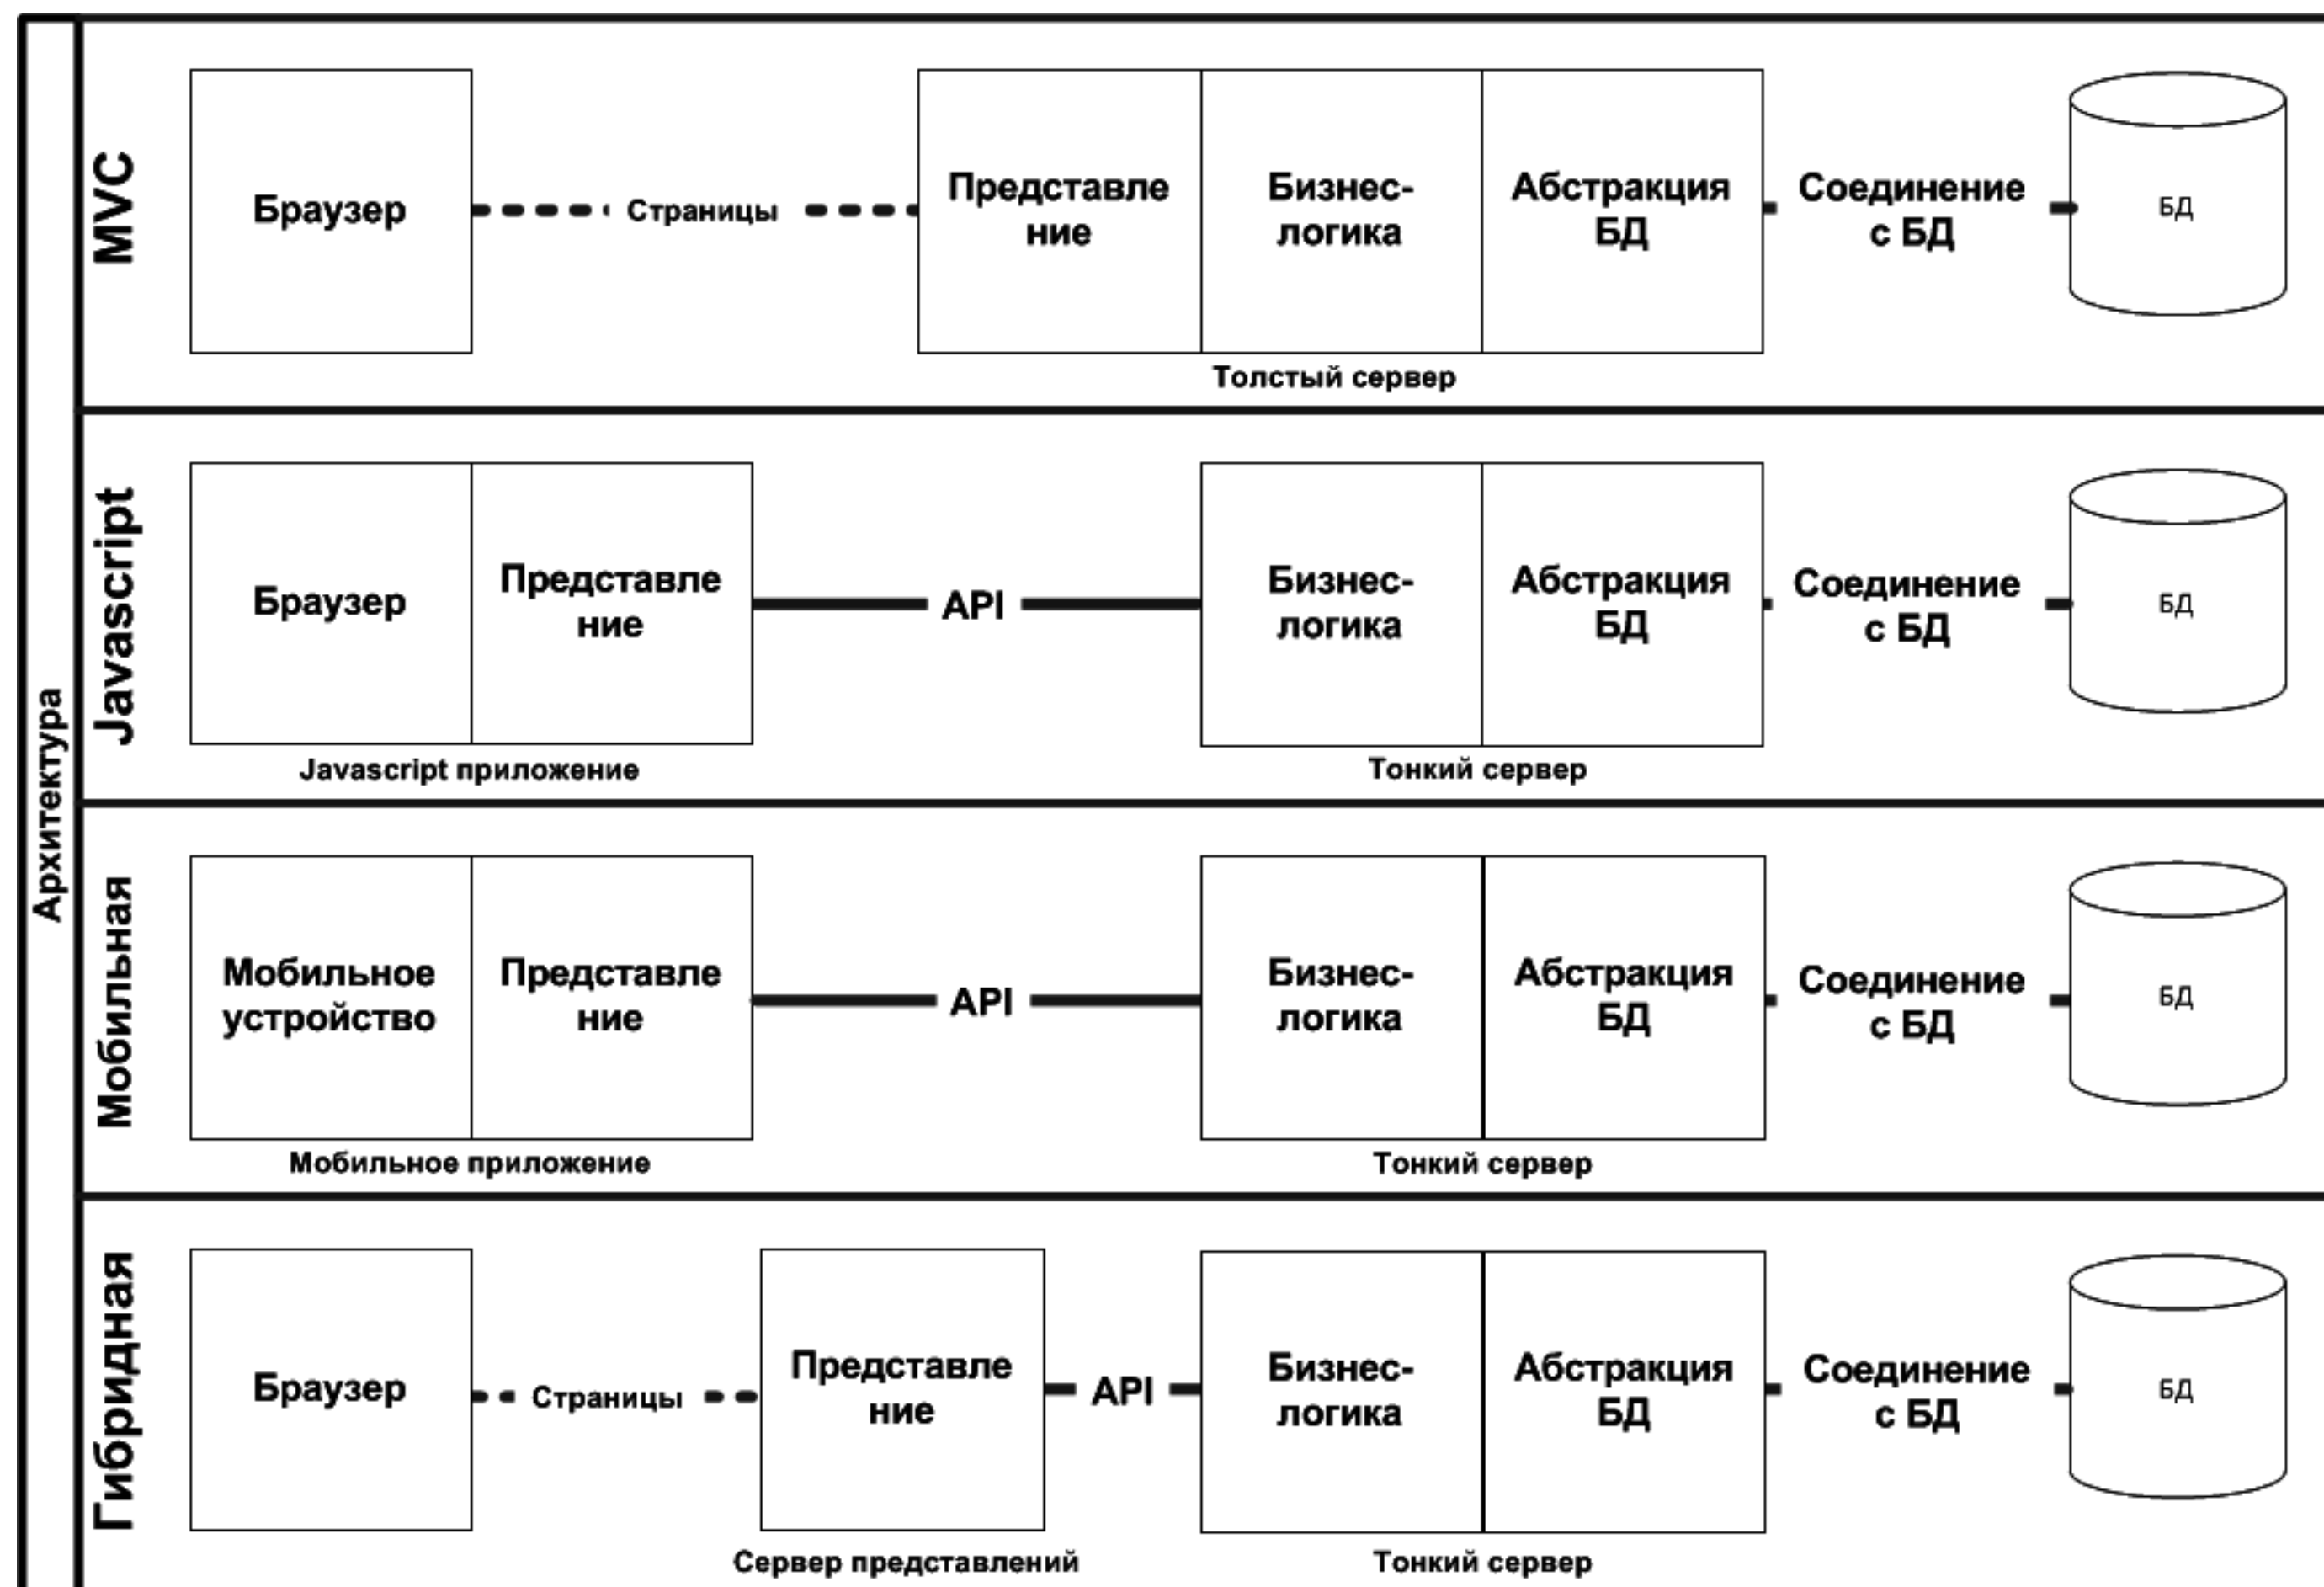 Архитектура
MVC
Браузер
Страницы
Представле
ние
Бизнес-
логика
Абстракция
БД
Соединение
с БД
БД
Толстый сервер
Javascript
Браузер
Представле
ние
API
Бизнес-
логика
Абстракция
БД
Соединение
с БД
БД
Javascript приложение
Тонкий сервер
Мобильная
Мобильное
устройство
Представле
ние
API
Бизнес-
логика
Абстракция
БД
Соединение
с БД
БД
Мобильное приложение
Тонкий сервер
Гибридная
Браузер
Страницы
Представле
ние
API
Бизнес-
логика
Абстракция
БД
Соединение
с БД
БД
Сервер представлений
Тонкий сервер